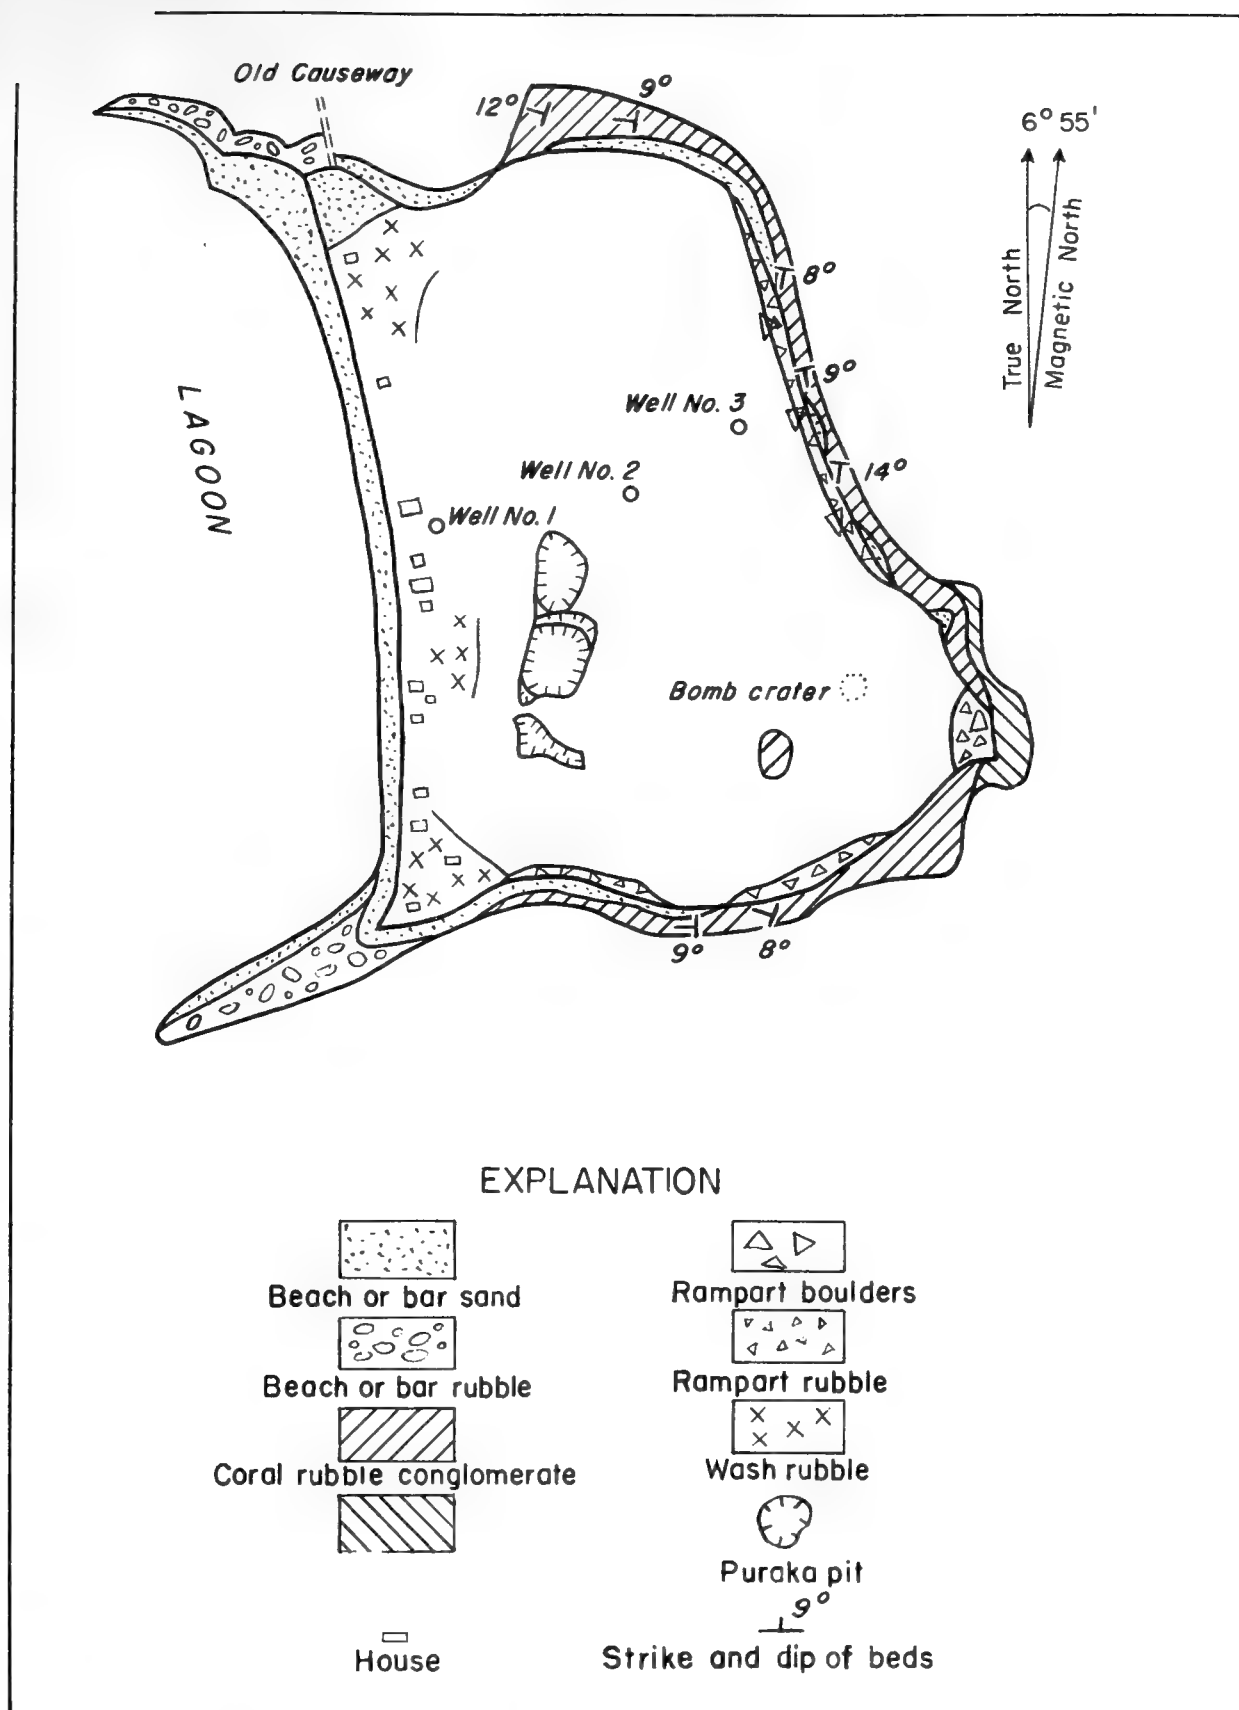 Old Causeway
12°
9°
6° 55'
True North
Magnetic North
8°
9°
14°
LAGOON
Well No. 3
Well No. 2
Well No. 1
Bomb crater
9°
8°
EXPLANATION
Beach or bar sand
Rampart boulders
Beach or bar rubble
Rampart rubble
Coral rubble conglomerate
Wash rubble
Puraka pit
9°
House
Strike and dip of beds